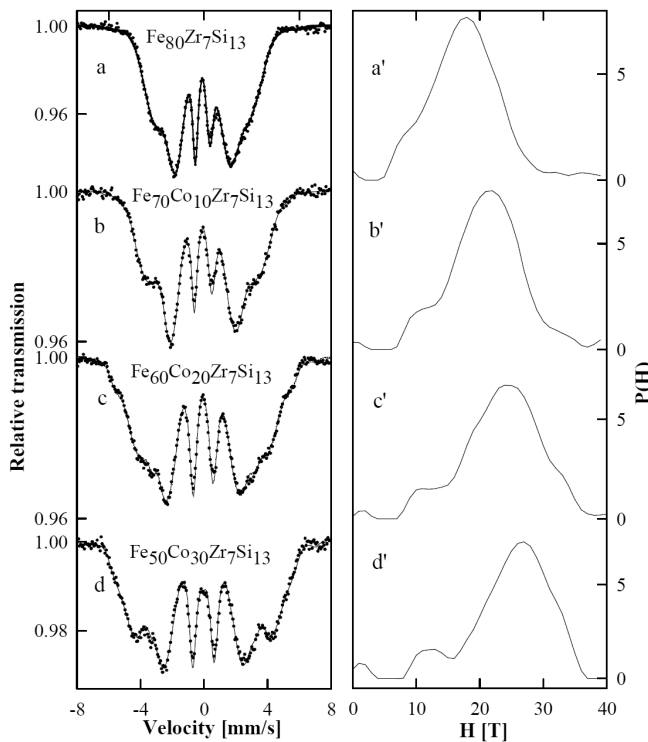 1.00
0.96
Fe80Zr7Si13
a
1.00
Fe70Co10Zr7Si13
b
0.96
1.00
Fe60Co20Zr7Si13
c
0.96
1.00
Fe50Co30Zr7Si13
d
0.98
Relative transmission
-8 -4 0 4 8
Velocity [mm/s]
a'
5
0
b'
5
0
c'
5
0
d'
5
0
P(H)
0 10 20 30 40
H [T]